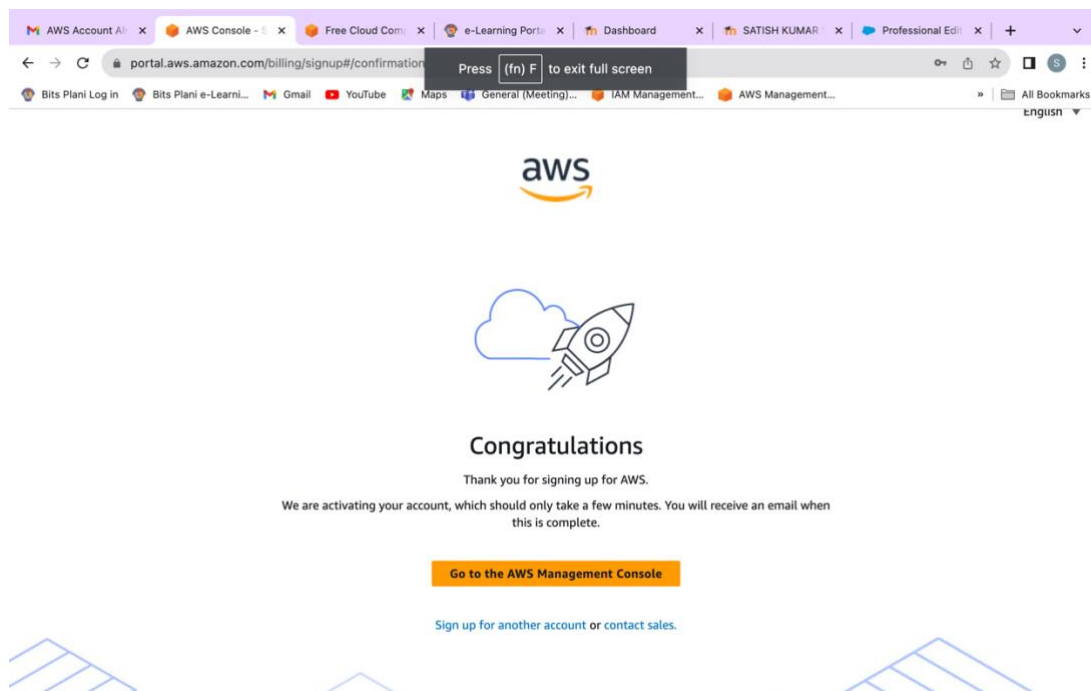 AWS Account Al
AWS Console - S
Free Cloud Com
e-Learning Porta
Dashboard
SATISH KUMAR
Professional Edit
portal.aws.amazon.com/billing/signup#/confirmation
Press (fn) F to exit full screen
S
Bits Plani Log in
Bits Plani e-Learni...
Gmail
YouTube
Maps
General (Meeting)...
IAM Management...
AWS Management...
»
All Bookmarks
English
aws
Congratulations
Thank you for signing up for AWS.
We are activating your account, which should only take a few minutes. You will receive an email when
this is complete.
Go to the AWS Management Console
Sign up for another account or contact sales.